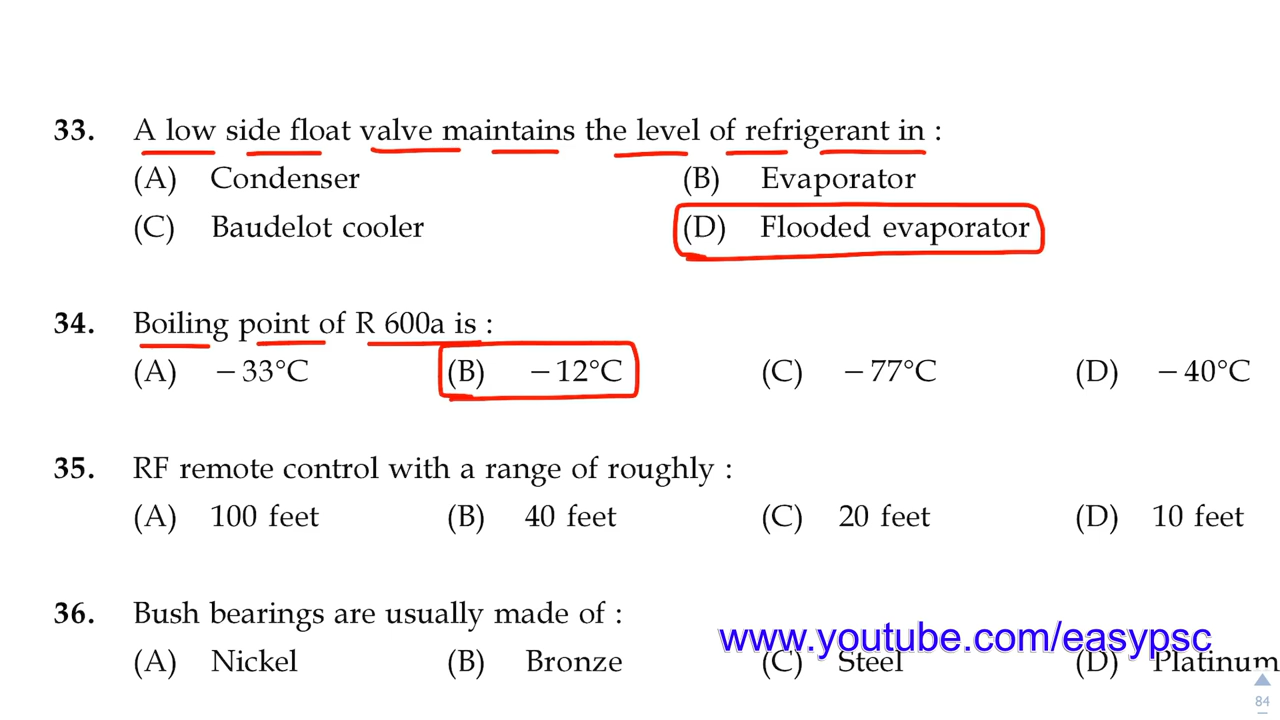 33. A low side float valve maintains the level of refrigerant in :
(A) Condenser (B) Evaporator
(C) Baudelot cooler (D) Flooded evaporator
34. Boiling point of R 600a is :
(A) −33°C (B) −12°C (C) −77°C (D) −40°C
35. RF remote control with a range of roughly :
(A) 100 feet (B) 40 feet (C) 20 feet (D) 10 feet
36. Bush bearings are usually made of :
www.youtube.com/easypsc
(A) Nickel (B) Bronze (C) Steel (D) Platinum
84